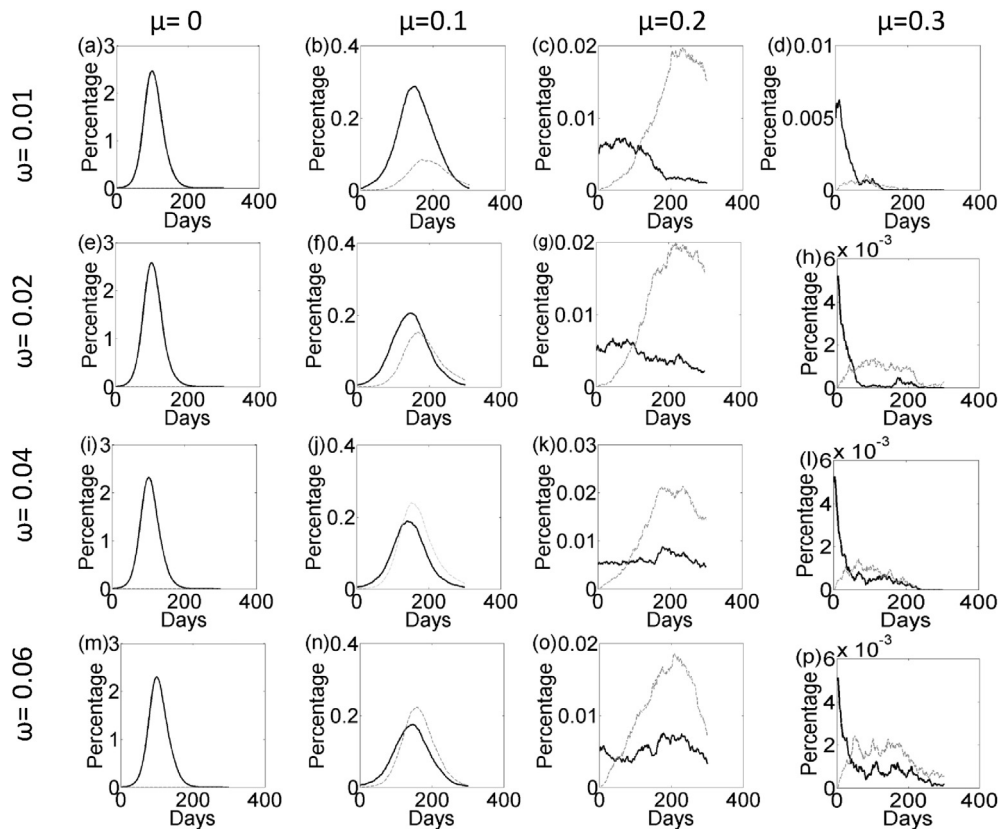 μ= 0 μ=0.1 μ=0.2 μ=0.3
ω= 0.01
(a) 3 2 1 0 Percentage 0 200 400 Days
(b) 0.4 0.2 0 Percentage 0 200 400 Days
(c) 0.02 0.01 0 Percentage 0 200 400 Days
(d) 0.01 0.005 0 Percentage 0 200 400 Days
ω= 0.02
(e) 3 2 1 0 Percentage 0 200 400 Days
(f) 0.4 0.2 0 Percentage 0 200 400 Days
(g) 0.02 0.01 0 Percentage 0 200 400 Days
(h) 6 x 10⁻³ 4 2 0 Percentage 0 200 400 Days
ω= 0.04
(i) 3 2 1 0 Percentage 0 200 400 Days
(j) 0.4 0.2 0 Percentage 0 200 400 Days
(k) 0.03 0.02 0.01 0 Percentage 0 200 400 Days
(l) 6 x 10⁻³ 4 2 0 Percentage 0 200 400 Days
ω= 0.06
(m) 3 2 1 0 Percentage 0 200 400 Days
(n) 0.4 0.2 0 Percentage 0 200 400 Days
(o) 0.02 0.01 0 Percentage 0 200 400 Days
(p) 6 x 10⁻³ 4 2 0 Percentage 0 200 400 Days